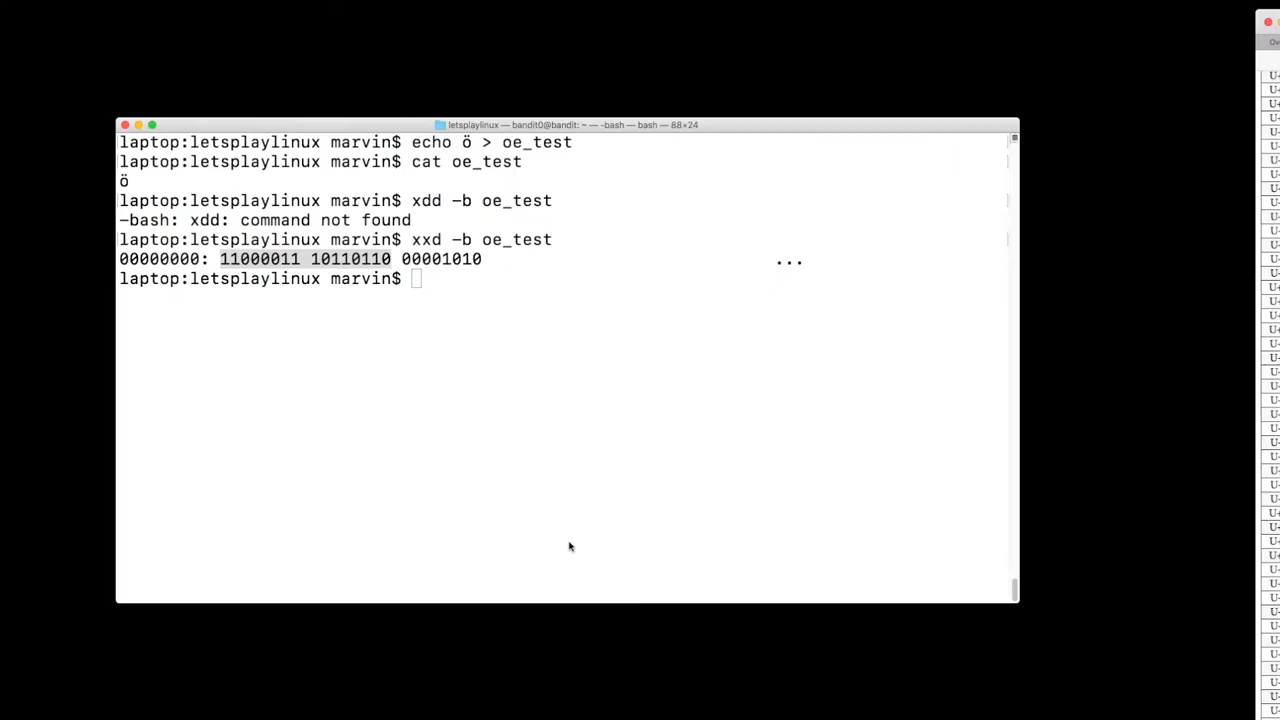 letsplaylinux — bandit0@bandit: ~ — -bash — bash — 88×24
laptop:letsplaylinux marvin$ echo ö > oe_test
laptop:letsplaylinux marvin$ cat oe_test
ö
laptop:letsplaylinux marvin$ xdd -b oe_test
-bash: xdd: command not found
laptop:letsplaylinux marvin$ xxd -b oe_test
00000000: 11000011 10110110 00001010 ...
laptop:letsplaylinux marvin$